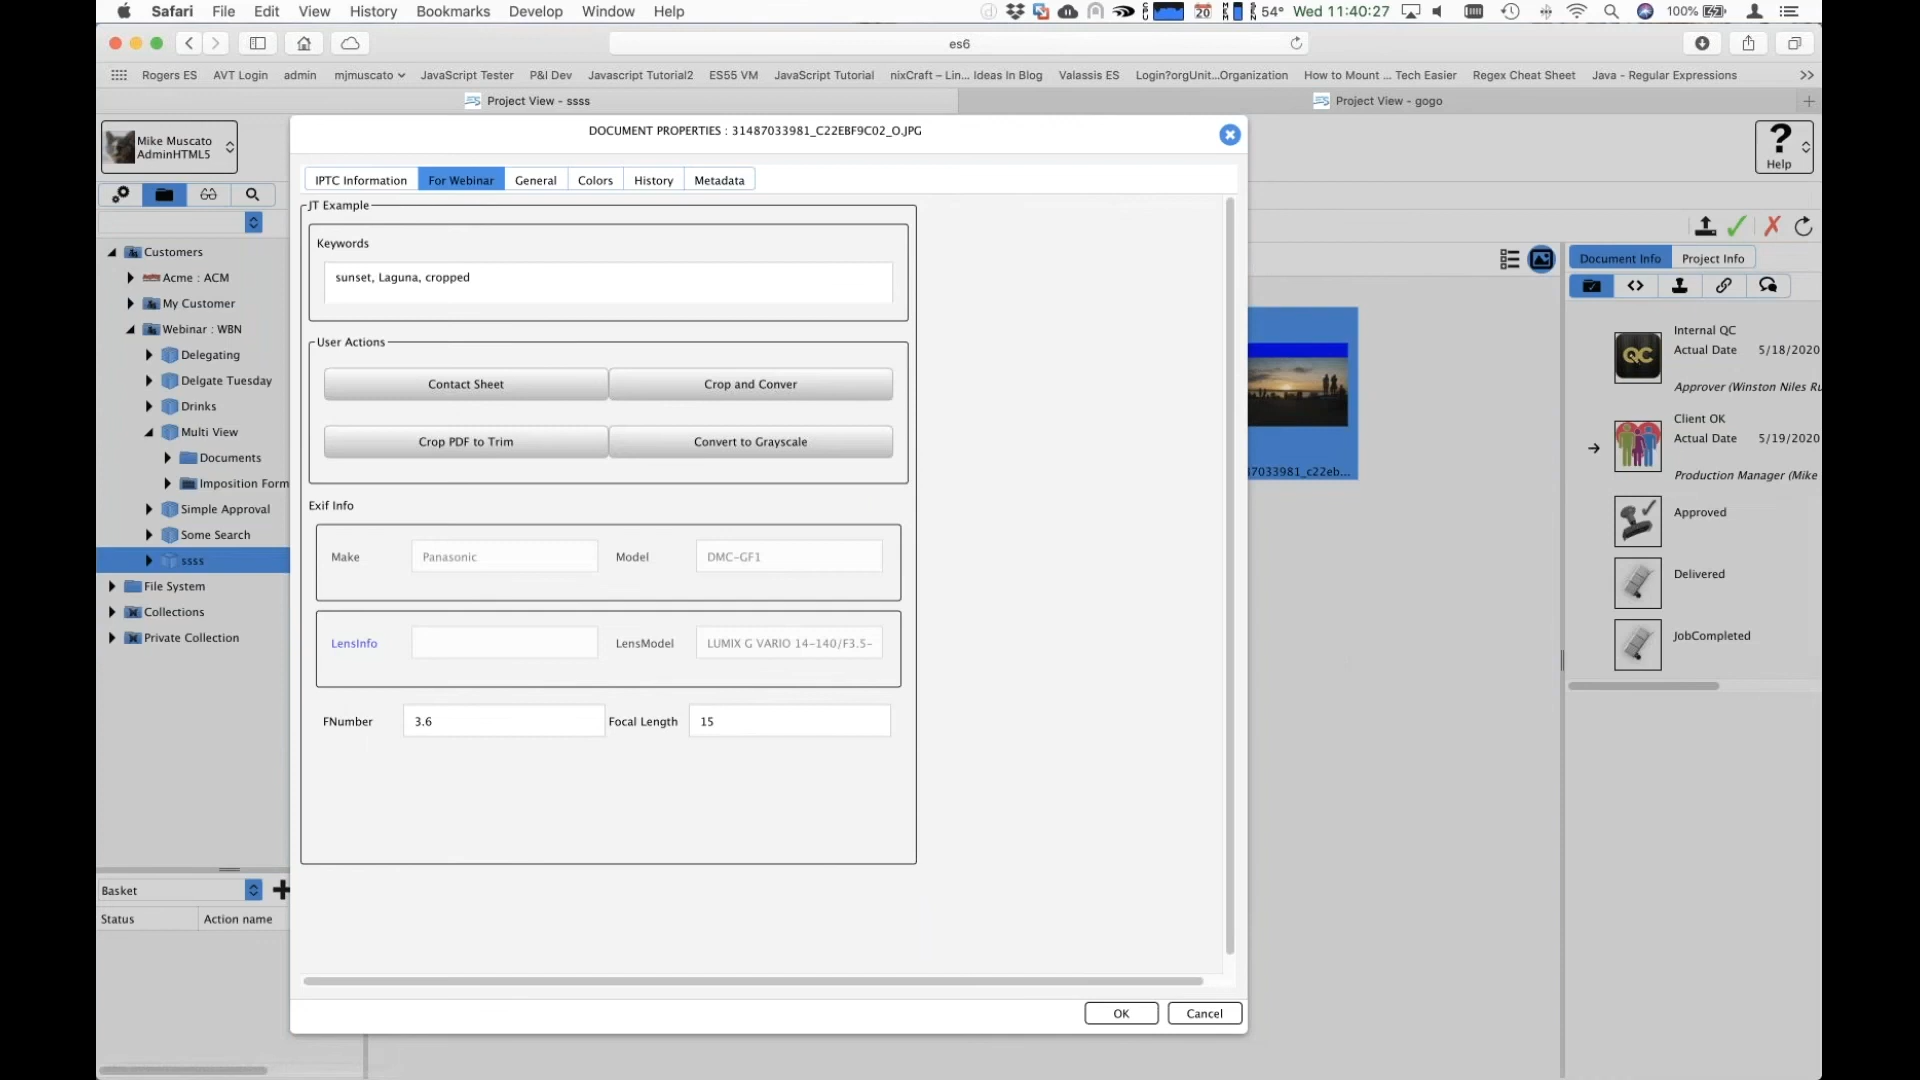 Safari File Edit View History Bookmarks Develop Window Help
20 54° Wed 11:40:27 100%
es6
Rogers ES AVT Login admin mjmuscato JavaScript Tester P&I Dev Javascript Tutorial2 ES55 VM JavaScript Tutorial nixCraft – Lin... Ideas In Blog Valassis ES Login?orgUnit...Organization How to Mount ... Tech Easier Regex Cheat Sheet Java - Regular Expressions
Project View - ssss
Project View - gogo
Mike Muscato
AdminHTML5
Customers
Acme : ACM
My Customer
Webinar : WBN
Delegating
Delgate Tuesday
Drinks
Multi View
Documents
Imposition Form
Simple Approval
Some Search
ssss
File System
Collections
Private Collection
Basket
Status Action name
DOCUMENT PROPERTIES : 31487033981_C22EBF9C02_O.JPG
IPTC Information For Webinar General Colors History Metadata
JT Example
Keywords
sunset, Laguna, cropped
User Actions
Contact Sheet Crop and Conver
Crop PDF to Trim Convert to Grayscale
Exif Info
Make Panasonic Model DMC-GF1
LensInfo LensModel LUMIX G VARIO 14-140/F3.5-
FNumber 3.6 Focal Length 15
OK Cancel
87033981_c22eb...
? Help
Document Info Project Info
QC
Internal QC
Actual Date 5/18/2020
Approver (Winston Niles Ru
Client OK
Actual Date 5/19/2020
Production Manager (Mike
Approved
Delivered
JobCompleted